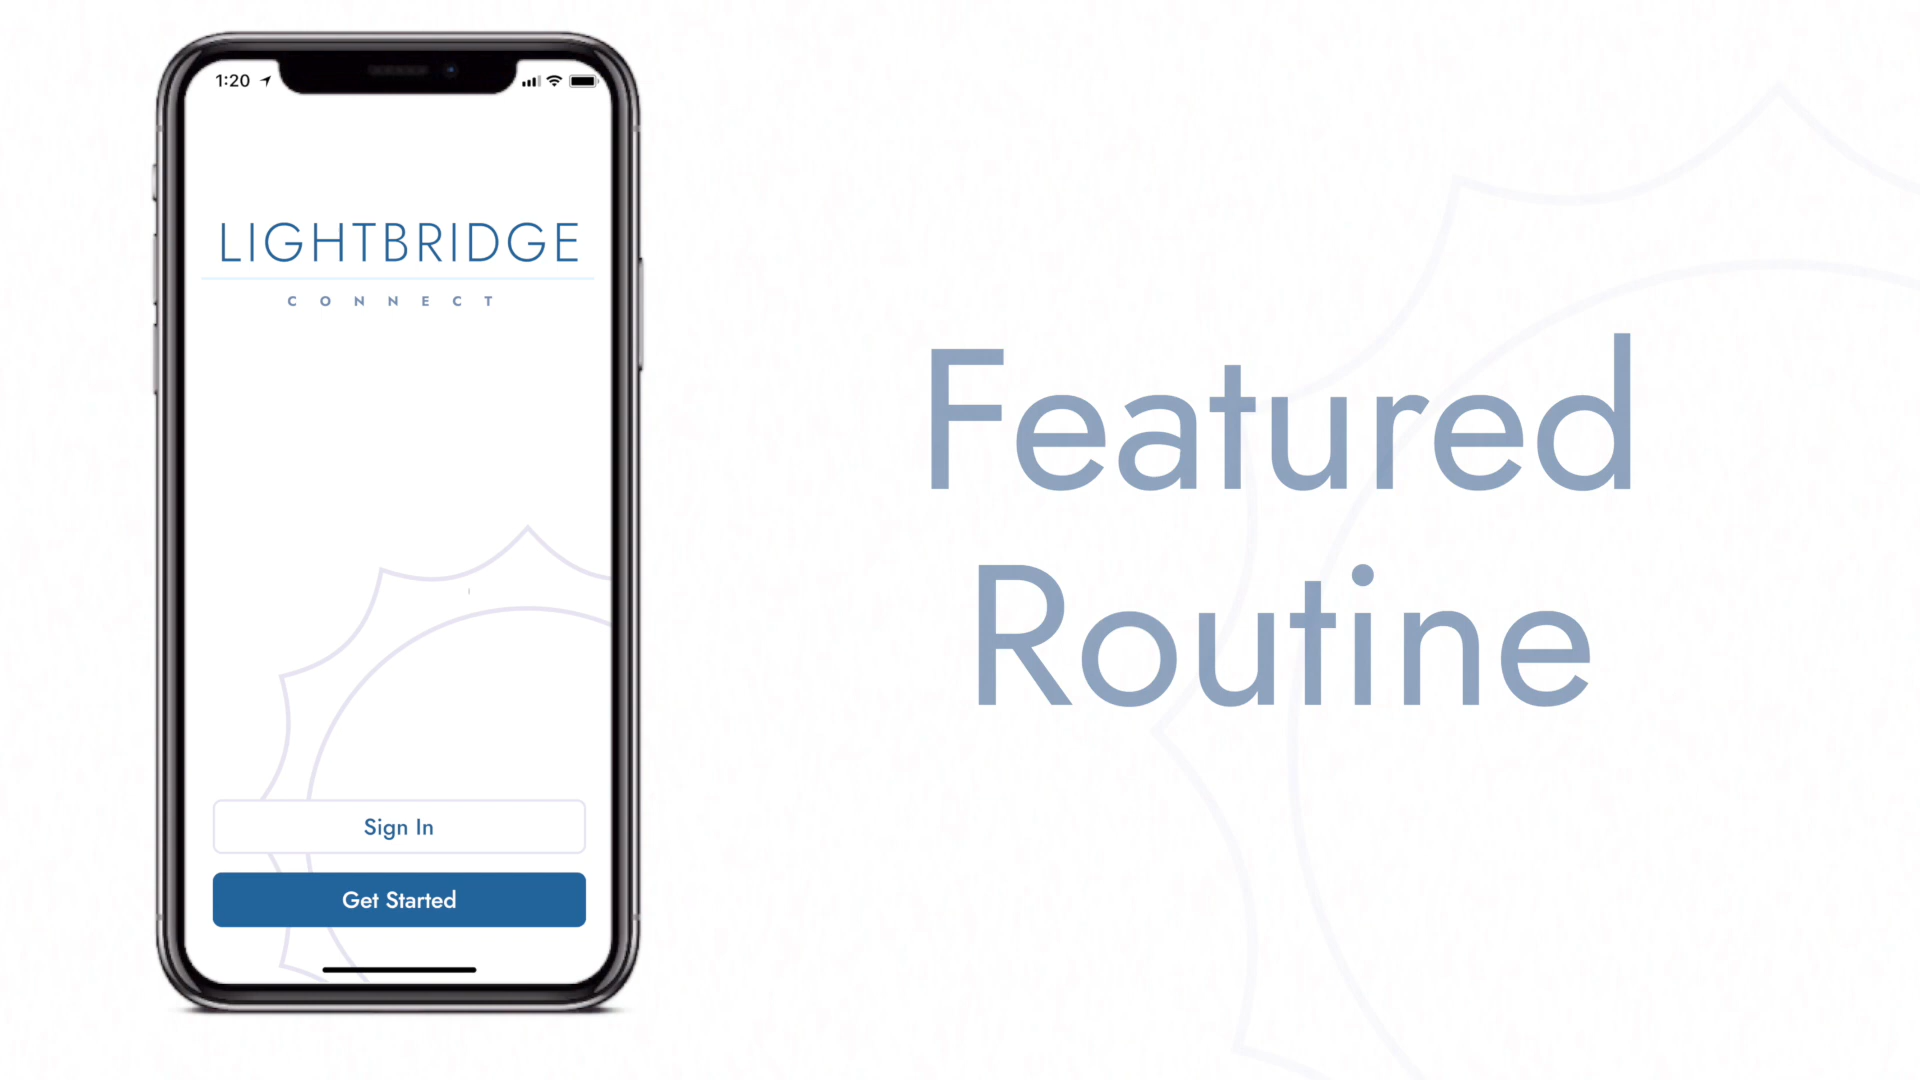 1:20
LIGHTBRIDGE
CONNECT
Sign In
Get Started
Featured
Routine